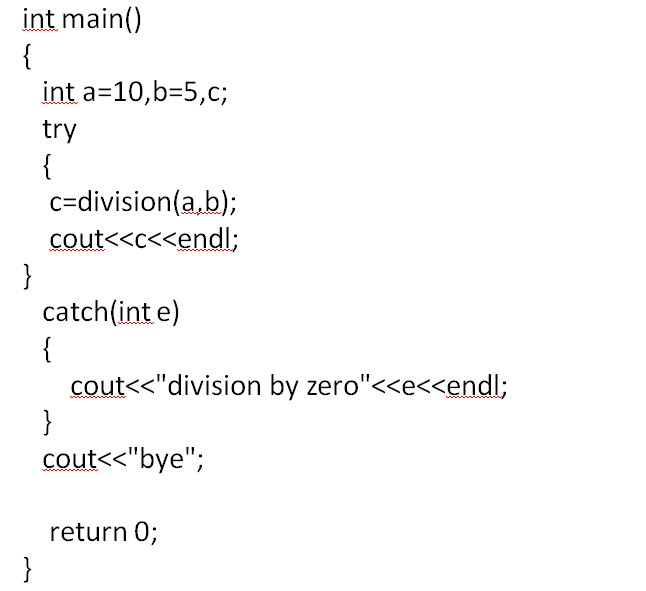 int main()
{
int a=10,b=5,c;
try
{
c=division(a,b);
cout<<c<<endl;
}
catch(int e)
{
cout<<"division by zero"<<e<<endl;
}
cout<<"bye";
return 0;
}